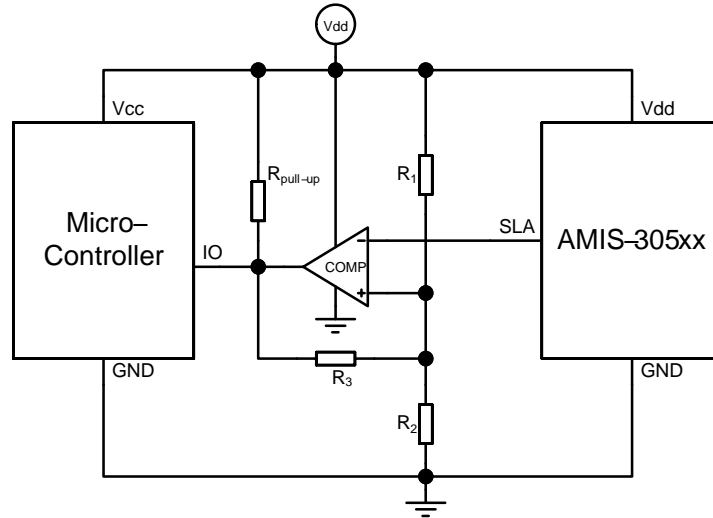 Vdd
Vcc
Vdd
Rpull–up
R1
Micro–
Controller
IO
SLA
AMIS–305xx
–
COMP
+
GND
R3
GND
R2